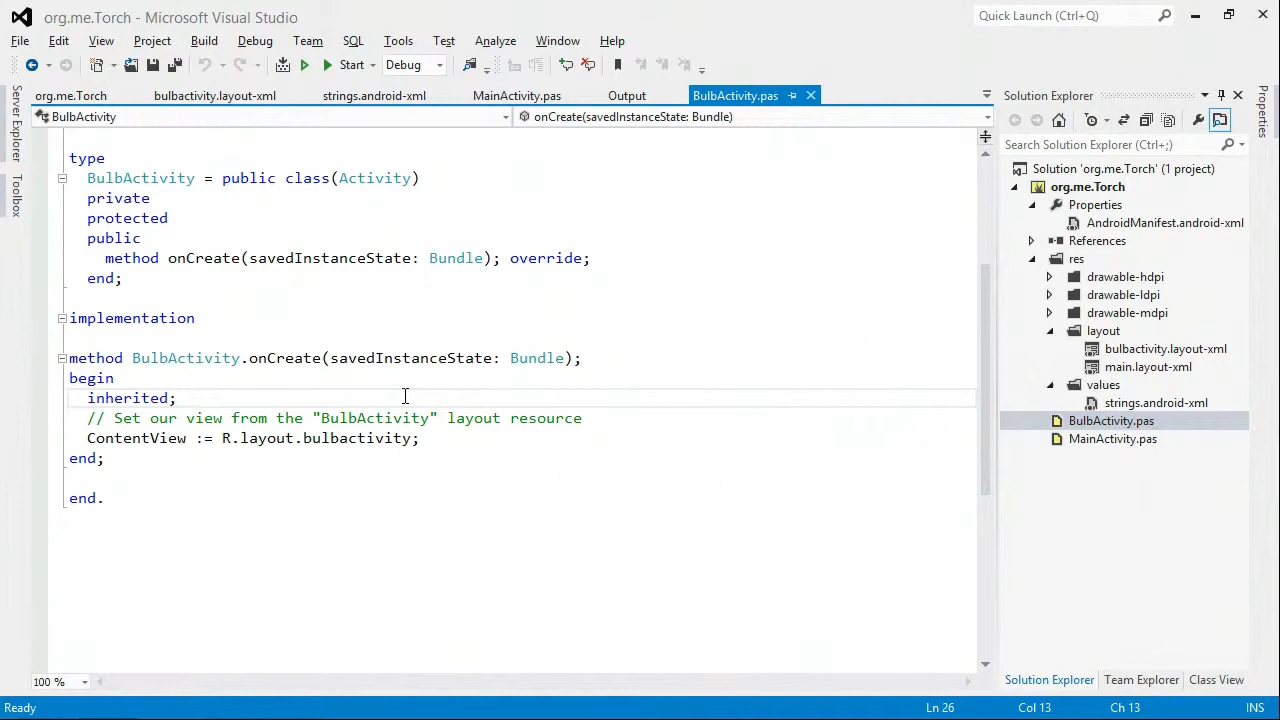 org.me.Torch - Microsoft Visual Studio
Quick Launch (Ctrl+Q)
File Edit View Project Build Debug Team SQL Tools Test Analyze Window Help
Start Debug
org.me.Torch bulbactivity.layout-xml strings.android-xml MainActivity.pas Output BulbActivity.pas
BulbActivity onCreate(savedInstanceState: Bundle)
Server Explorer
Toolbox
type
BulbActivity = public class(Activity)
private
protected
public
method onCreate(savedInstanceState: Bundle); override;
end;
implementation
method BulbActivity.onCreate(savedInstanceState: Bundle);
begin
inherited;
// Set our view from the "BulbActivity" layout resource
ContentView := R.layout.bulbactivity;
end;
end.
100 %
Solution Explorer
Search Solution Explorer (Ctrl+;)
Solution 'org.me.Torch' (1 project)
org.me.Torch
Properties
AndroidManifest.android-xml
References
res
drawable-hdpi
drawable-ldpi
drawable-mdpi
layout
bulbactivity.layout-xml
main.layout-xml
values
strings.android-xml
BulbActivity.pas
MainActivity.pas
Solution Explorer Team Explorer Class View
Properties
Ready Ln 26 Col 13 Ch 13 INS